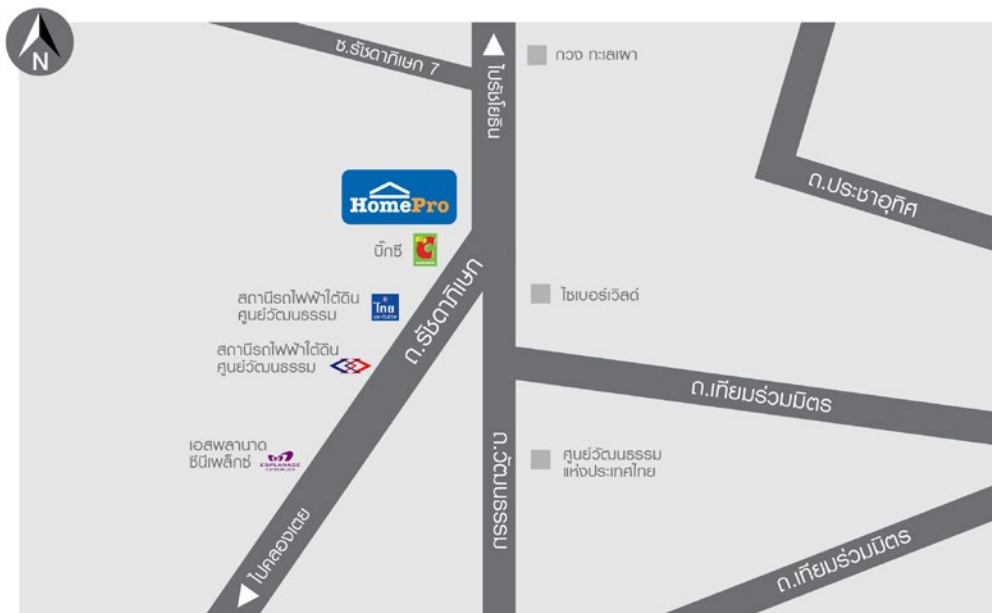 N
ซ.รัชดาภิเษก 7
ไปรัชโยธิน
กวง ทะเลเผา
ถ.ประชาอุทิศ
HomePro
บิ๊กซี
Big C
สถานีรถไฟฟ้าใต้ดิน
ศูนย์วัฒนธรรม
ไทย
ถ.รัชดาภิเษก
ไซเบอร์เวิลด์
สถานีรถไฟฟ้าใต้ดิน
ศูนย์วัฒนธรรม
ถ.เทียมร่วมมิตร
เอสพลานาด
ซีนีเพล็กซ์
ESPLANADE
ถ.วัฒนธรรม
ศูนย์วัฒนธรรม
แห่งประเทศไทย
ไปคลองเตย
ถ.เทียมร่วมมิตร